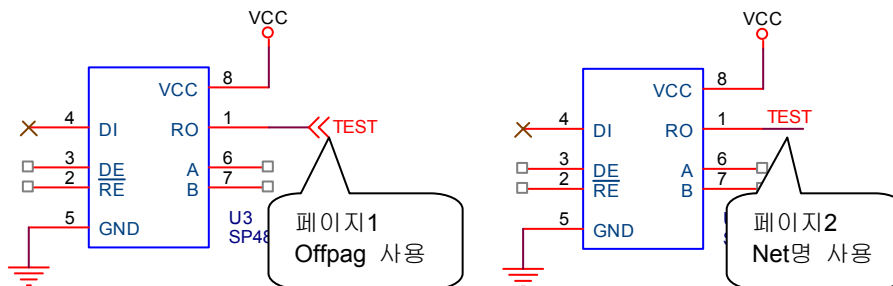 VCC
VCC
8
4
DI
RO
1
TEST
3
DE
A
6
2
RE
B
7
5
GND
U3
SP48
페이지1
Offpag 사용
VCC
VCC
8
4
DI
RO
1
TEST
3
DE
A
6
2
RE
B
7
5
GND
페이지2
Net명 사용